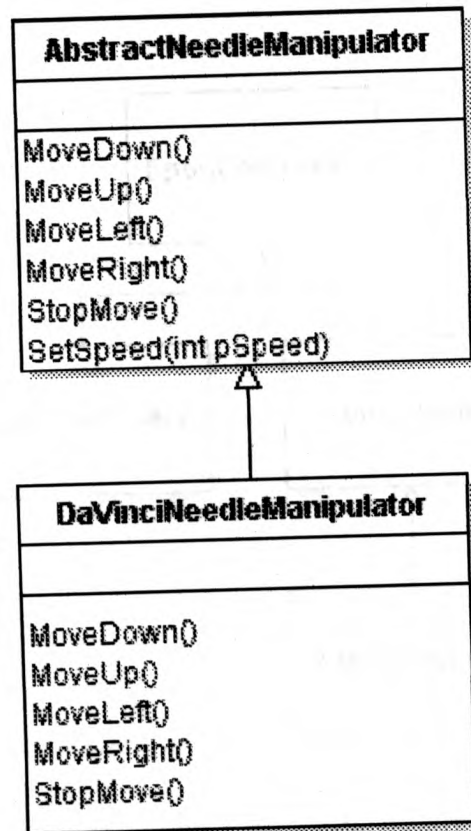 AbstractNeedleManipulator
MoveDown()
MoveUp()
MoveLeft()
MoveRight()
StopMove()
SetSpeed(int pSpeed)
DaVinciNeedleManipulator
MoveDown()
MoveUp()
MoveLeft()
MoveRight()
StopMove()